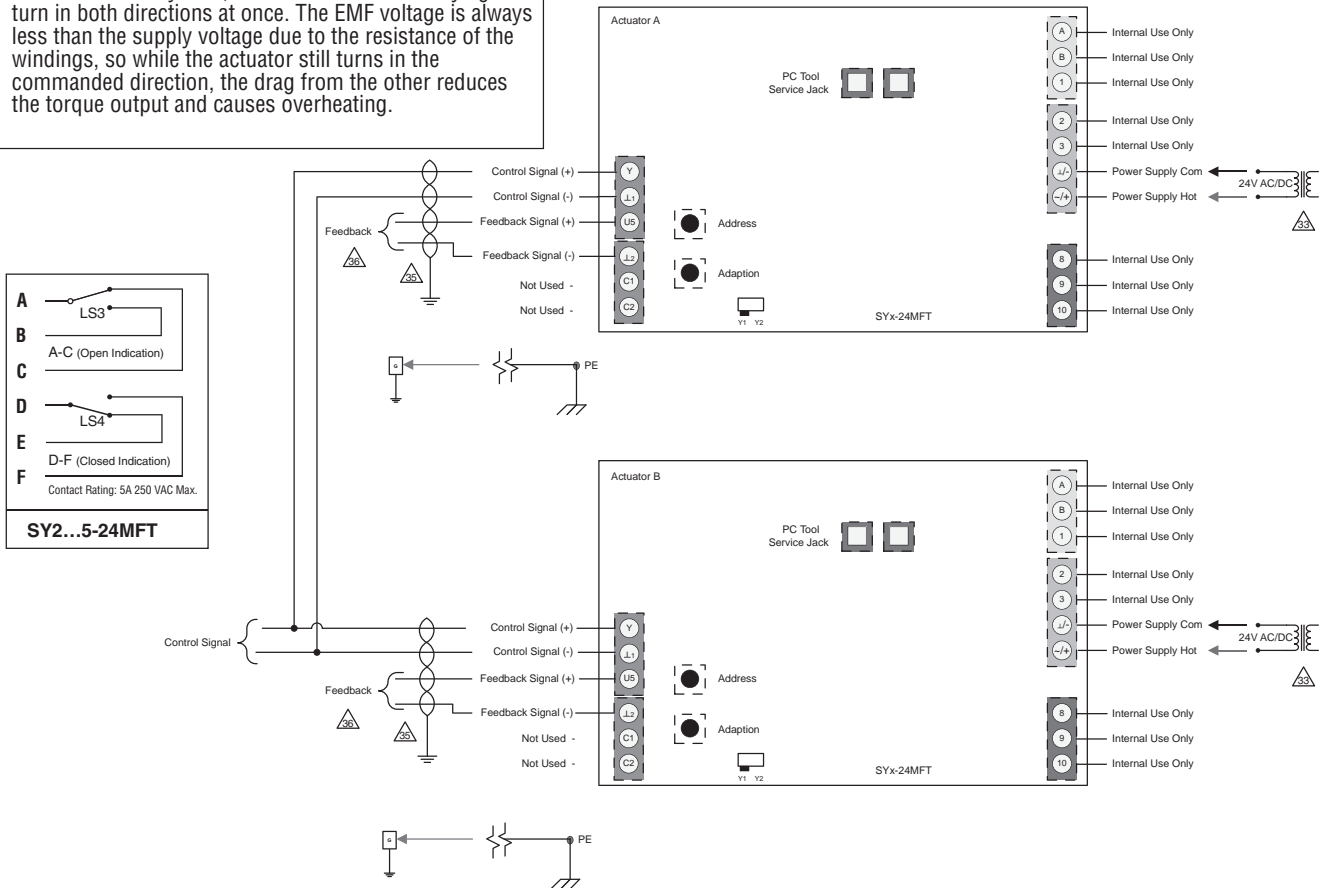 turn in both directions at once. The EMF voltage is always
less than the supply voltage due to the resistance of the
windings, so while the actuator still turns in the
commanded direction, the drag from the other reduces
the torque output and causes overheating.
A
LS3
B
A-C (Open Indication)
C
D
LS4
E
D-F (Closed Indication)
F
Contact Rating: 5A 250 VAC Max.
SY2...5-24MFT
Actuator A
PC Tool
Service Jack
A Internal Use Only
B Internal Use Only
1 Internal Use Only
2 Internal Use Only
3 Internal Use Only
⊥/- Power Supply Com
~/+ Power Supply Hot
24V AC/DC
33
8 Internal Use Only
9 Internal Use Only
10 Internal Use Only
Control Signal (+) Y
Control Signal (-) ⊥1
Feedback Signal (+) U5
Feedback
Feedback Signal (-) ⊥2
36
35
Not Used - C1
Not Used - C2
Address
Adaption
Y1 Y2
SYx-24MFT
G
PE
Actuator B
PC Tool
Service Jack
A Internal Use Only
B Internal Use Only
1 Internal Use Only
2 Internal Use Only
3 Internal Use Only
⊥/- Power Supply Com
~/+ Power Supply Hot
24V AC/DC
33
8 Internal Use Only
9 Internal Use Only
10 Internal Use Only
Control Signal
Control Signal (+) Y
Control Signal (-) ⊥1
Feedback Signal (+) U5
Feedback
Feedback Signal (-) ⊥2
36
35
Not Used - C1
Not Used - C2
Address
Adaption
Y1 Y2
SYx-24MFT
G
PE